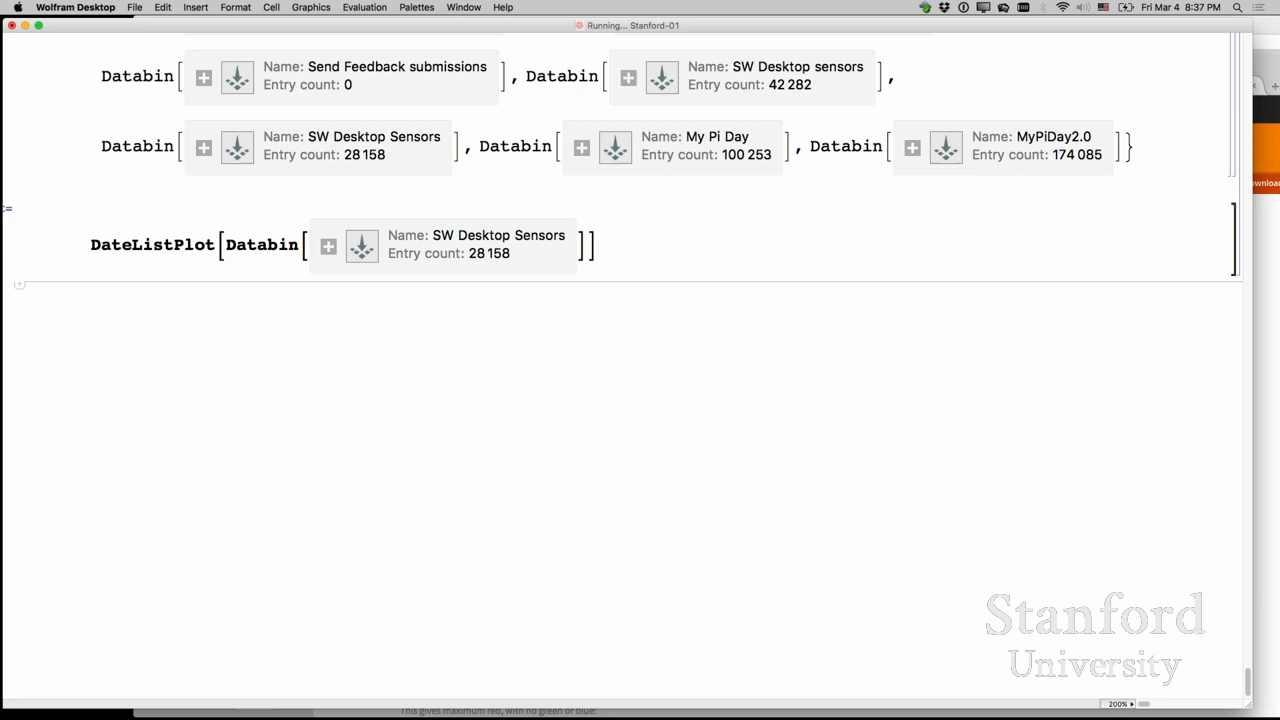 Wolfram Desktop File Edit Insert Format Cell Graphics Evaluation Palettes Window Help Fri Mar 4 8:37 PM
Running... Stanford-01
Databin[ Name: Send Feedback submissions Entry count: 0 ], Databin[ Name: SW Desktop sensors Entry count: 42 282 ],
Databin[ Name: SW Desktop Sensors Entry count: 28 158 ], Databin[ Name: My Pi Day Entry count: 100 253 ], Databin[ Name: MyPiDay2.0 Entry count: 174 085 ]}
ownload
:=
DateListPlot[Databin[ Name: SW Desktop Sensors Entry count: 28 158 ]]
Stanford
University
200%
This gives maximum red, with no green or blue: